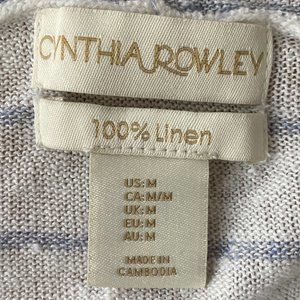 CYNTHIA ROWLEY
100% Linen
US: M
CA: M/M
UK: M
EU: M
AU: M
MADE IN
CAMBODIA